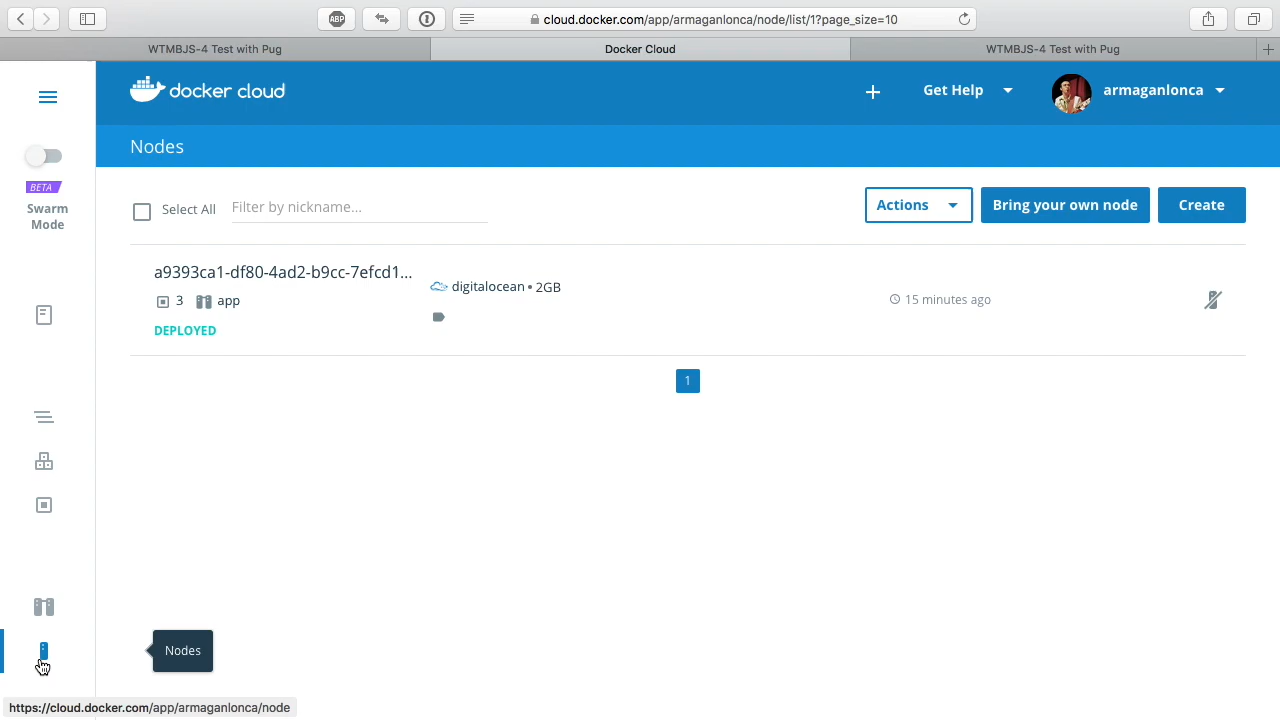 ABP
cloud.docker.com/app/armaganlonca/node/list/1?page_size=10
WTMBJS-4 Test with Pug
Docker Cloud
WTMBJS-4 Test with Pug
docker cloud
Get Help
armaganlonca
Nodes
BETA
Swarm
Mode
Select All
Filter by nickname...
Actions
Bring your own node
Create
a9393ca1-df80-4ad2-b9cc-7efcd1...
3 app
DEPLOYED
digitalocean • 2GB
15 minutes ago
1
Nodes
https://cloud.docker.com/app/armaganlonca/node